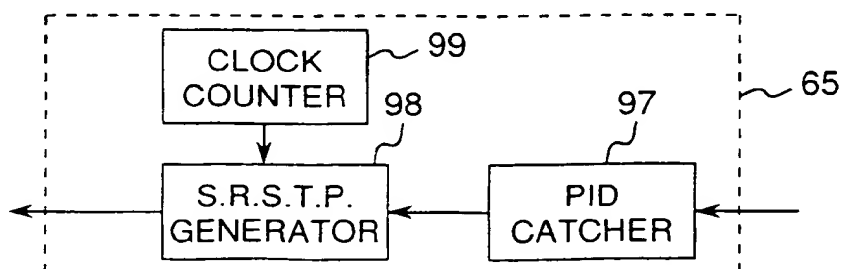 CLOCK
COUNTER
99
65
98
97
S.R.S.T.P.
GENERATOR
PID
CATCHER